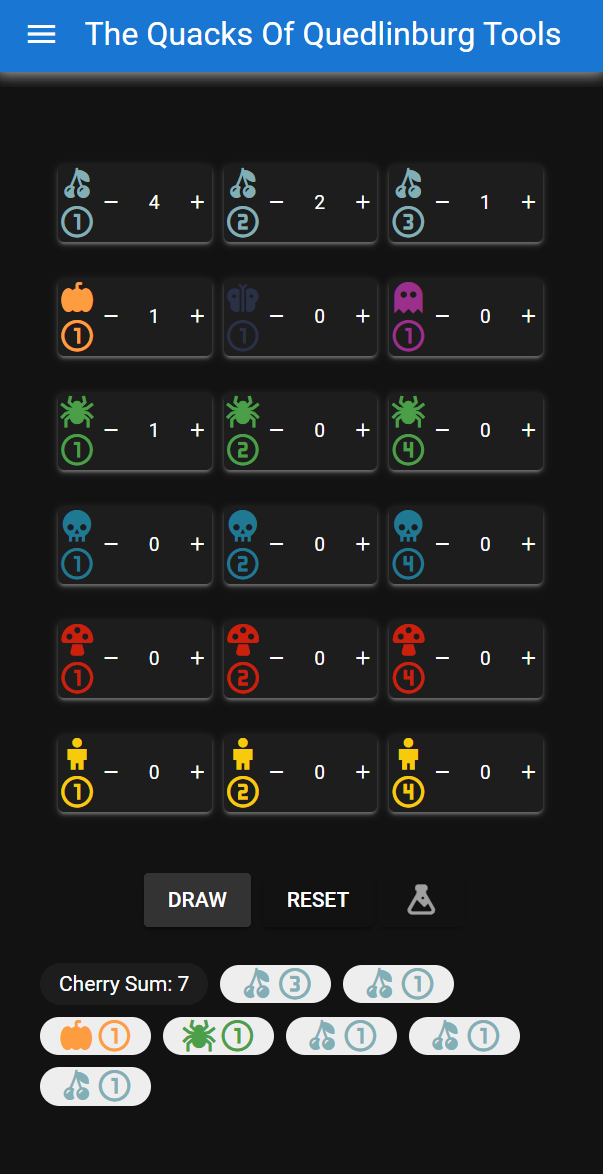 The Quacks Of Quedlinburg Tools
− 4 + − 2 + − 1 +
1 2 3
− 1 + − 0 + − 0 +
1 1 1
− 1 + − 0 + − 0 +
1 2 4
− 0 + − 0 + − 0 +
1 2 4
− 0 + − 0 + − 0 +
1 2 4
− 0 + − 0 + − 0 +
1 2 4
DRAW RESET
Cherry Sum: 7 3 1
1 1 1 1
1